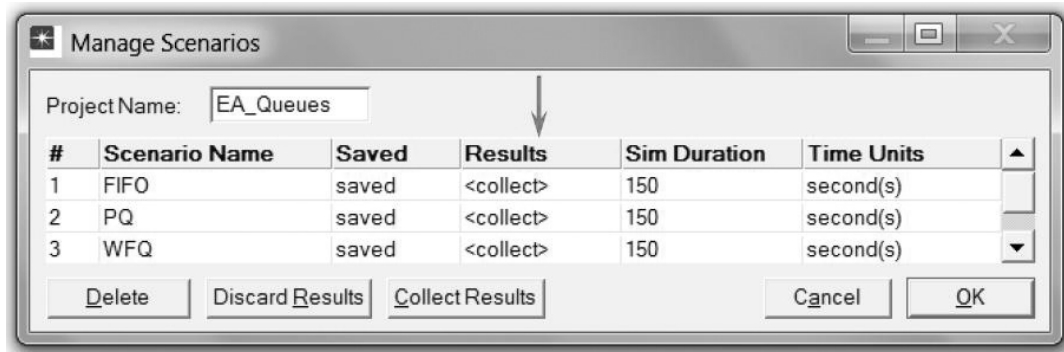 Manage Scenarios
Project Name: EA_Queues
# Scenario Name Saved Results Sim Duration Time Units
1 FIFO saved <collect> 150 second(s)
2 PQ saved <collect> 150 second(s)
3 WFQ saved <collect> 150 second(s)
Delete Discard Results Collect Results Cancel OK